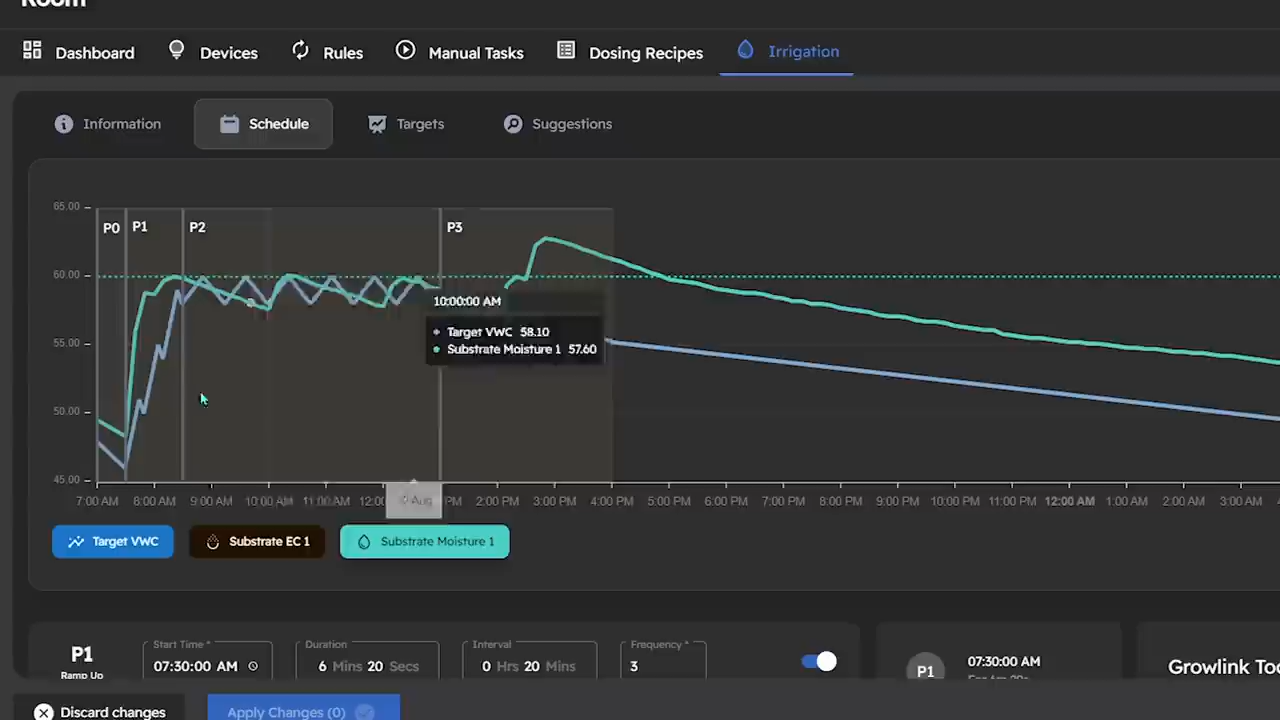 Room
Dashboard Devices Rules Manual Tasks Dosing Recipes Irrigation
Information Schedule Targets Suggestions
65.00
P0 P1 P2 P3
60.00
10:00:00 AM
Target VWC 58.10
55.00
Substrate Moisture 1 57.60
50.00
45.00
7:00 AM 8:00 AM 9:00 AM 10:00 AM 11:00 AM 12:00 Aug PM 2:00 PM 3:00 PM 4:00 PM 5:00 PM 6:00 PM 7:00 PM 8:00 PM 9:00 PM 10:00 PM 11:00 PM 12:00 AM 1:00 AM 2:00 AM 3:00 AM
Target VWC Substrate EC 1 Substrate Moisture 1
P1
Ramp Up
Start Time * Duration Interval Frequency *
07:30:00 AM 6 Mins 20 Secs 0 Hrs 20 Mins 3
P1 07:30:00 AM
For 6m 20s
Growlink
Discard changes Apply Changes (0)